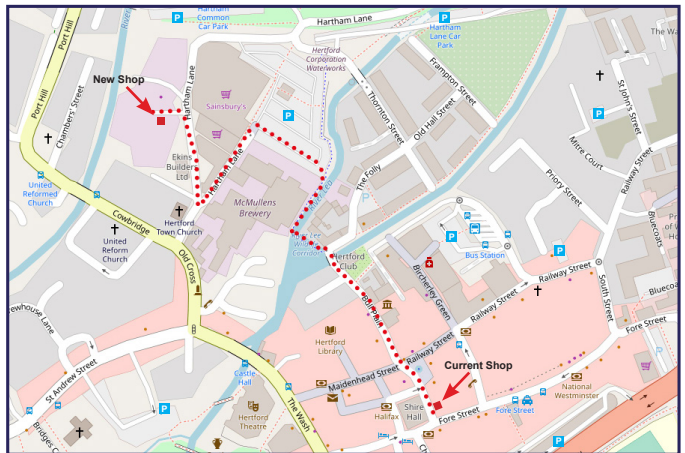 Hartham
Common
Car Park
Hartham Lane
Hartham
Lane Car
Park
Port Hill
Port Hill
Chambers' Street
New Shop
Hartham Lane
Sainsbury's
Hertford
Corporation
Waterworks
Thornton Street
Frampton Street
Old Hall Street
St John's Street
Mitre Court
Railway Street
Priory Street
Ekins
Builders
Ltd
Hartham Lane
The Folly
United
Reformed
Church
McMullens
Brewery
Cowbridge
Hertford
Town Church
United
Reform
Church
Old Cross
Hertford
Club
Bus Station
Bluecoats
Bircherley Green
Railway Street
Railway Street
South Street
Fore Street
St Andrew Street
Hertford
Library
Maidenhead Street
Railway Street
Current Shop
Castle
Hall
The Wash
Hertford
Theatre
Halifax
Shire
Hall
Fore Street
Fore Street
National
Westminster